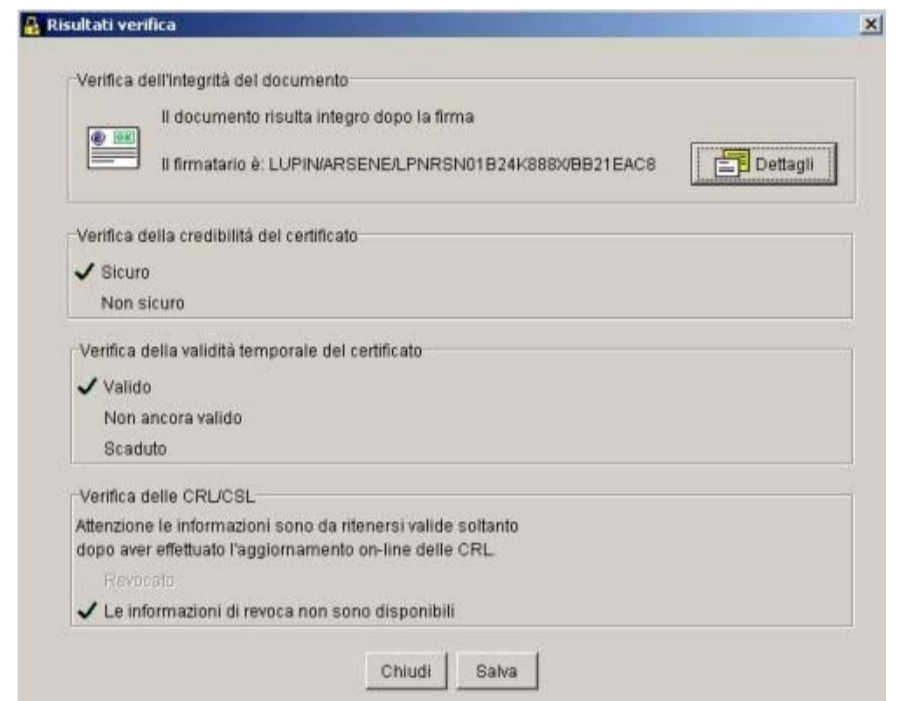 Risultati verifica
Verifica dell'integrità del documento
Il documento risulta integro dopo la firma
OK
Il firmatario è: LUPIN/ARSENE/LPNRSN01B24K888X/BB21EAC8
Dettagli
Verifica della credibilità del certificato
Sicuro
Non sicuro
Verifica della validità temporale del certificato
Valido
Non ancora valido
Scaduto
Verifica delle CRL/CSL
Attenzione le informazioni sono da ritenersi valide soltanto
dopo aver effettuato l'aggiornamento on-line delle CRL.
Revocato
Le informazioni di revoca non sono disponibili
Chiudi
Salva